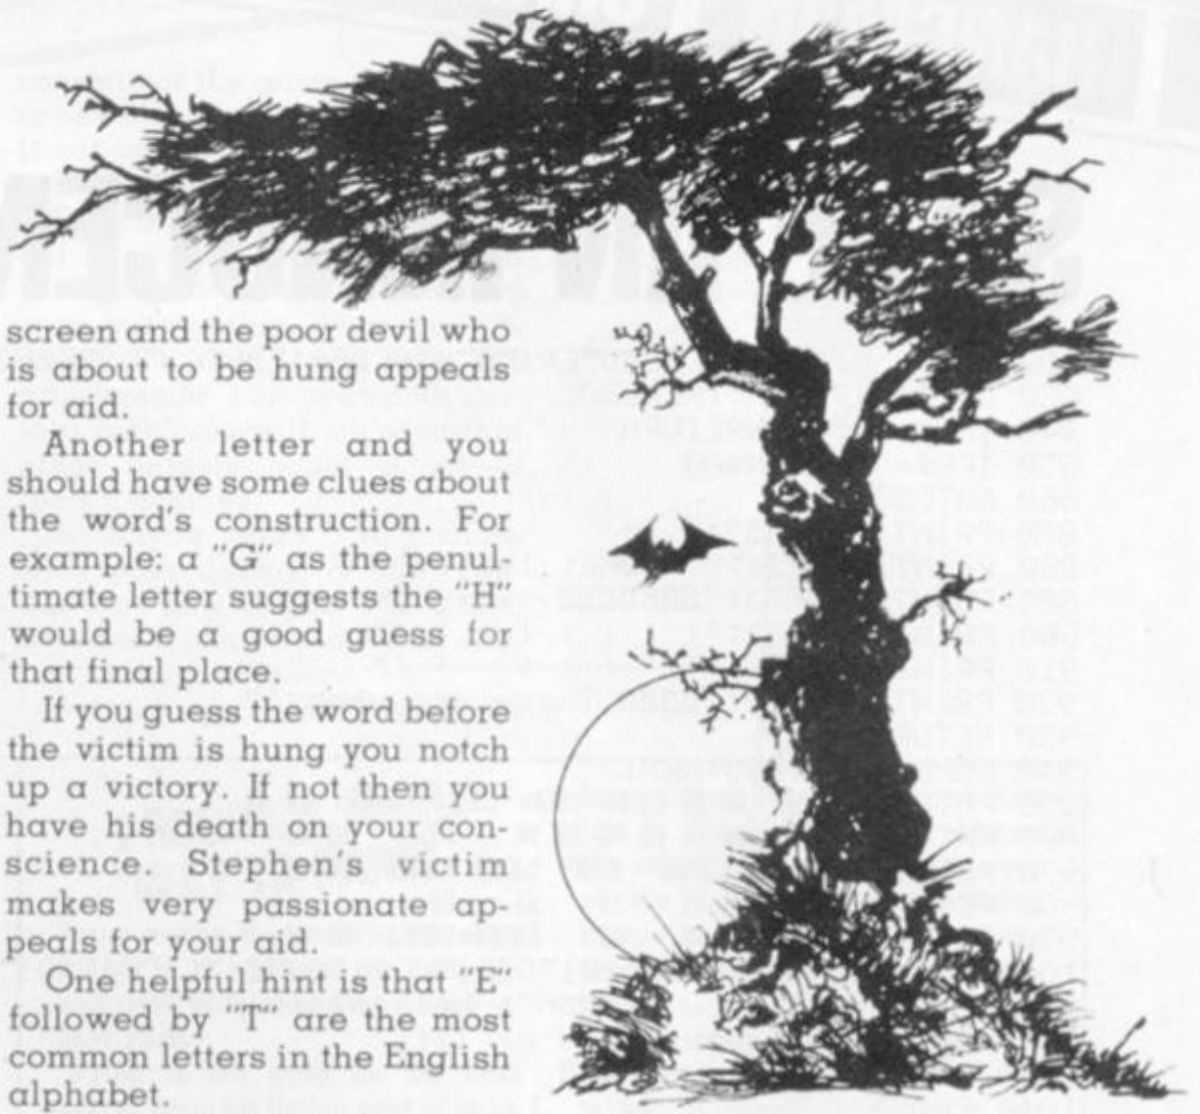 screen and the poor devil who
is about to be hung appeals
for aid.
Another letter and you
should have some clues about
the word's construction. For
example: a "G" as the penul-
timate letter suggests the "H"
would be a good guess for
that final place.
If you guess the word before
the victim is hung you notch
up a victory. If not then you
have his death on your con-
science. Stephen's victim
makes very passionate ap-
peals for your aid.
One helpful hint is that "E"
followed by "T" are the most
common letters in the English
alphabet.